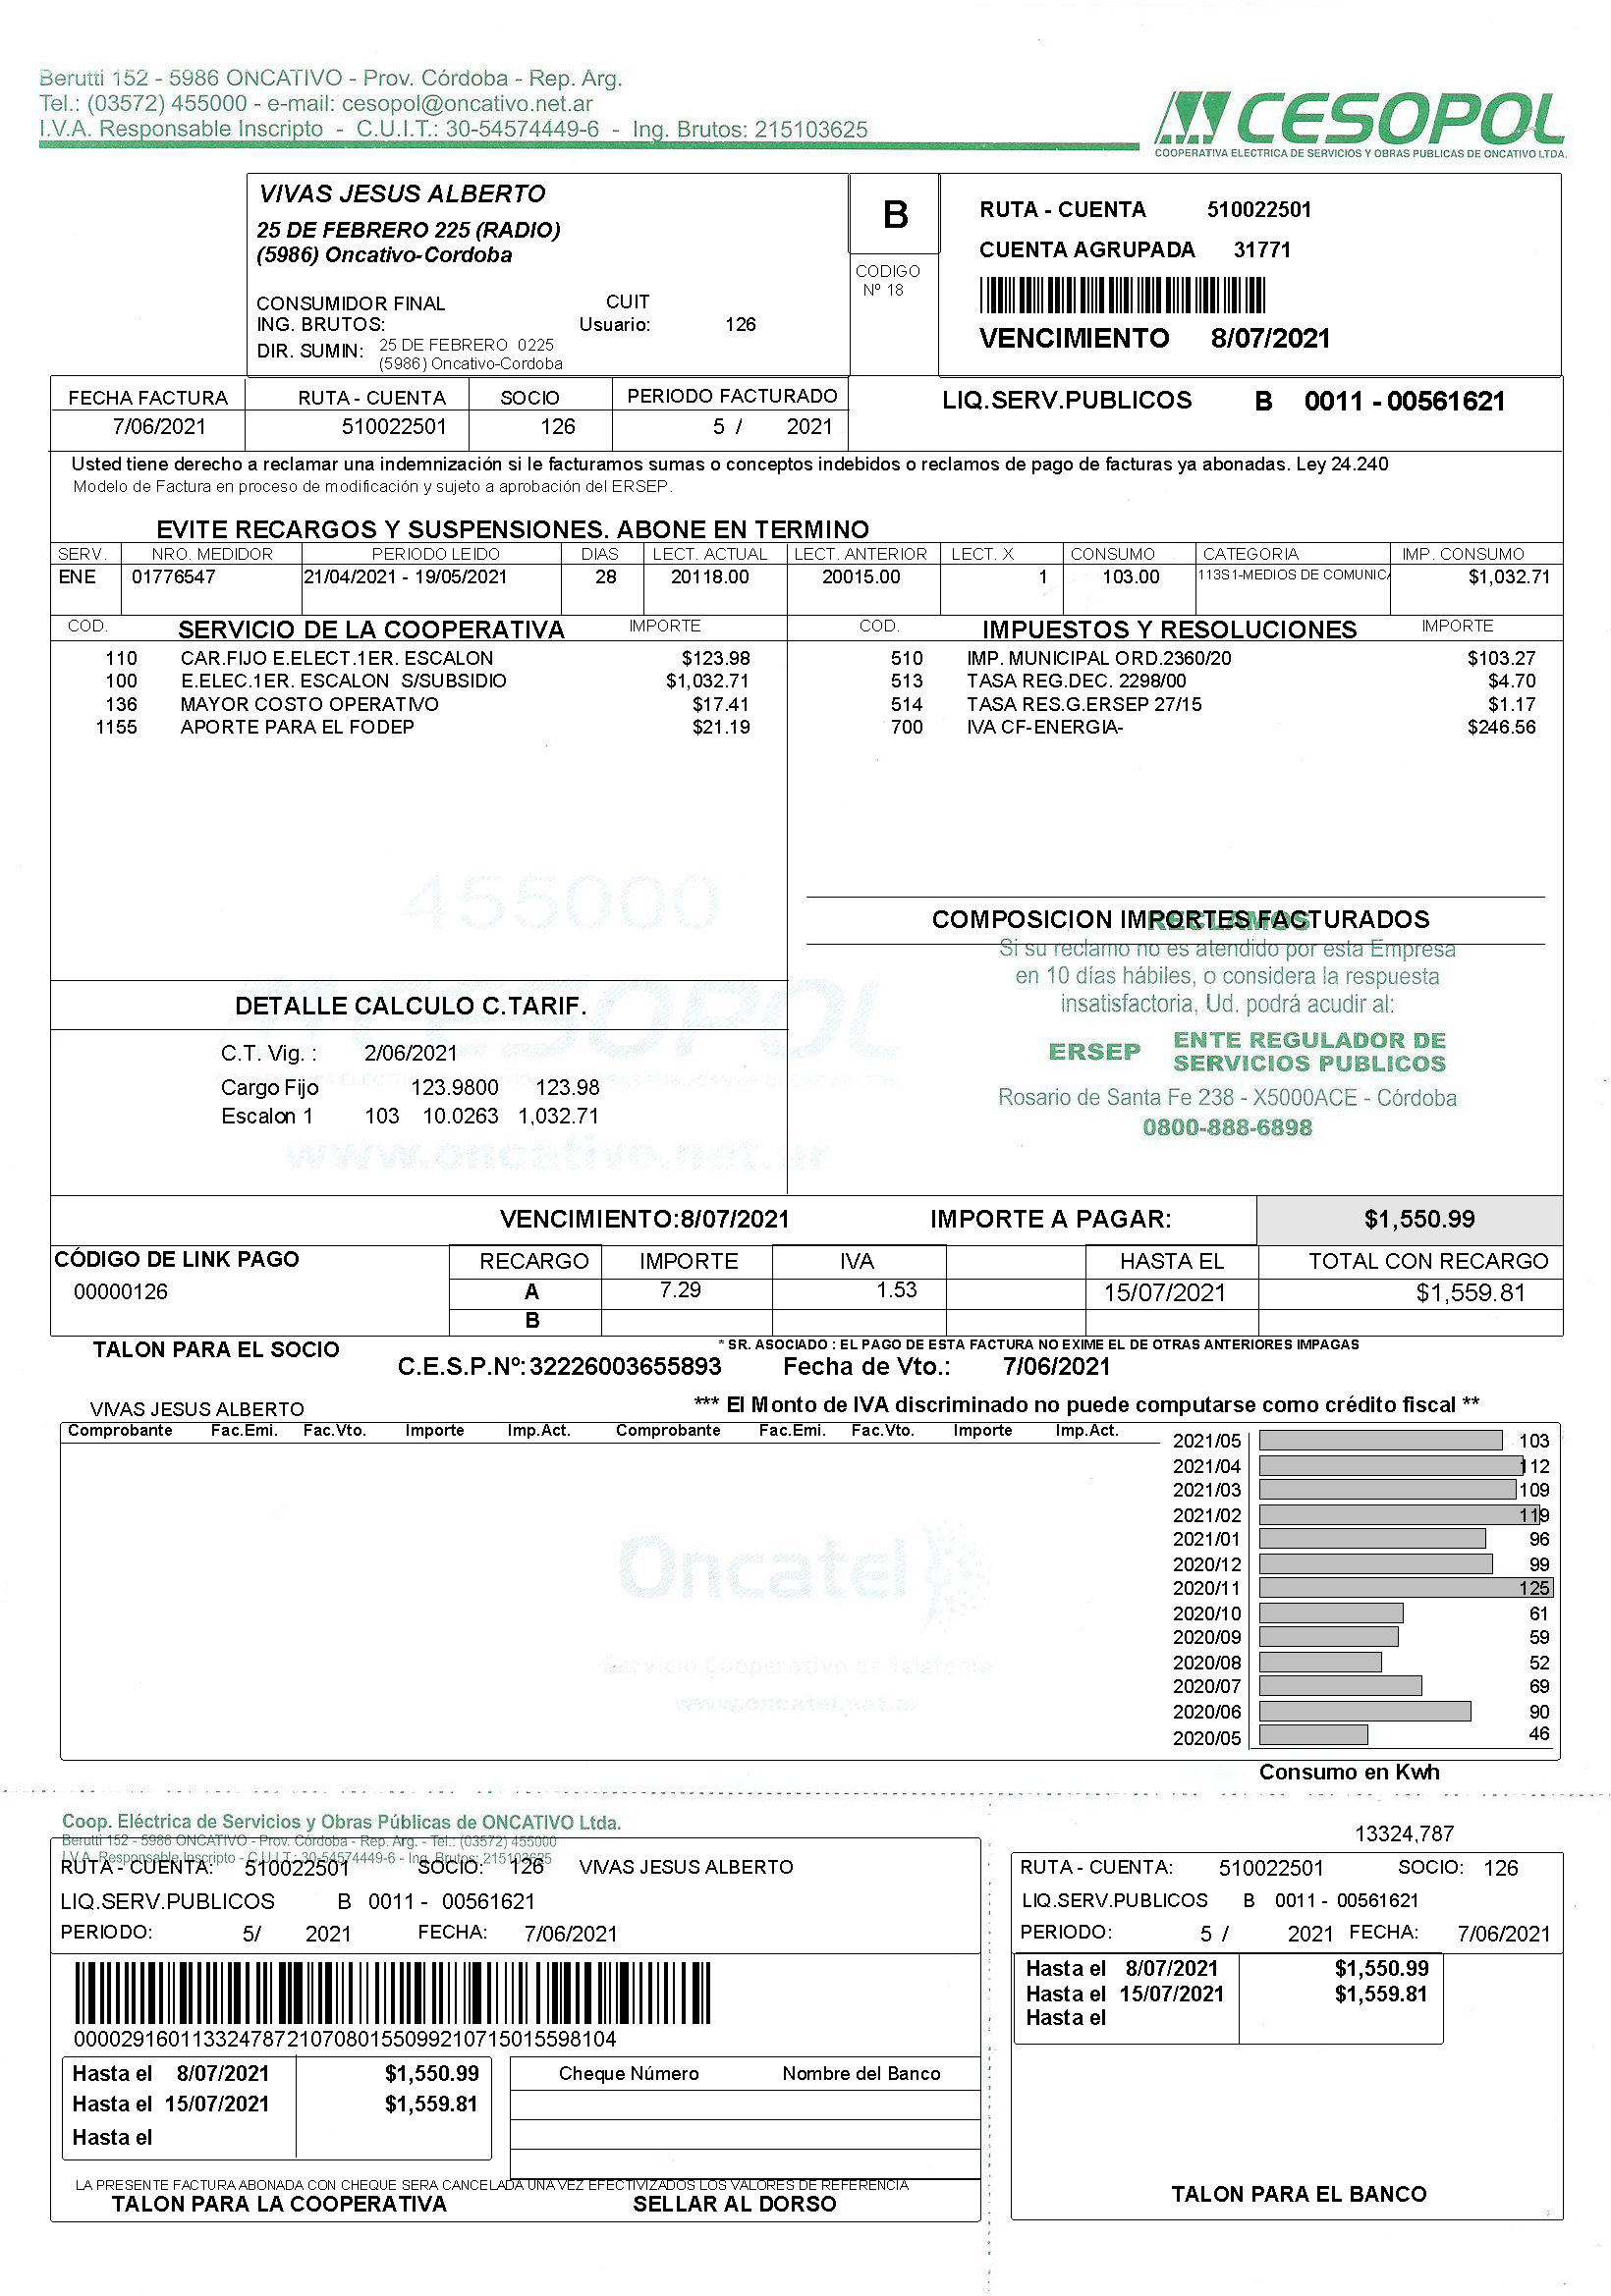 Berutti 152 - 5986 ONCATIVO - Prov. Córdoba - Rep. Arg.
Tel.: (03572) 455000 - e-mail: cesopol@oncativo.net.ar
I.V.A. Responsable Inscripto - C.U.I.T.: 30-54574449-6 - Ing. Brutos: 215103625
CESOPOL
COOPERATIVA ELECTRICA DE SERVICIOS Y OBRAS PUBLICAS DE ONCATIVO LTDA.
VIVAS JESUS ALBERTO
25 DE FEBRERO 225 (RADIO)
(5986) Oncativo-Cordoba
CONSUMIDOR FINAL CUIT
ING. BRUTOS: Usuario: 126
DIR. SUMIN: 25 DE FEBRERO 0225
(5986) Oncativo-Cordoba
B
CODIGO
Nº 18
RUTA - CUENTA 510022501
CUENTA AGRUPADA 31771
VENCIMIENTO 8/07/2021
FECHA FACTURA RUTA - CUENTA SOCIO PERIODO FACTURADO
7/06/2021 510022501 126 5 / 2021
LIQ.SERV.PUBLICOS B 0011 - 00561621
Usted tiene derecho a reclamar una indemnización si le facturamos sumas o conceptos indebidos o reclamos de pago de facturas ya abonadas. Ley 24.240
Modelo de Factura en proceso de modificación y sujeto a aprobación del ERSEP.
EVITE RECARGOS Y SUSPENSIONES. ABONE EN TERMINO
SERV. NRO. MEDIDOR PERIODO LEIDO DIAS LECT. ACTUAL LECT. ANTERIOR LECT. X CONSUMO CATEGORIA IMP. CONSUMO
ENE 01776547 21/04/2021 - 19/05/2021 28 20118.00 20015.00 1 103.00 113S1-MEDIOS DE COMUNICA $1,032.71
COD. SERVICIO DE LA COOPERATIVA IMPORTE
110 CAR.FIJO E.ELECT.1ER. ESCALON $123.98
100 E.ELEC.1ER. ESCALON S/SUBSIDIO $1,032.71
136 MAYOR COSTO OPERATIVO $17.41
1155 APORTE PARA EL FODEP $21.19
COD. IMPUESTOS Y RESOLUCIONES IMPORTE
510 IMP. MUNICIPAL ORD.2360/20 $103.27
513 TASA REG.DEC. 2298/00 $4.70
514 TASA RES.G.ERSEP 27/15 $1.17
700 IVA CF-ENERGIA- $246.56
455000
CESOPOL
www.oncativo.net.ar
DETALLE CALCULO C.TARIF.
C.T. Vig. : 2/06/2021
Cargo Fijo 123.9800 123.98
Escalon 1 103 10.0263 1,032.71
COMPOSICION IMPORTES FACTURADOS
RECLAMOS
Si su reclamo no es atendido por esta Empresa
en 10 días hábiles, o considera la respuesta
insatisfactoria, Ud. podrá acudir al:
ERSEP ENTE REGULADOR DE
SERVICIOS PUBLICOS
Rosario de Santa Fe 238 - X5000ACE - Córdoba
0800-888-6898
VENCIMIENTO:8/07/2021 IMPORTE A PAGAR: $1,550.99
CÓDIGO DE LINK PAGO RECARGO IMPORTE IVA HASTA EL TOTAL CON RECARGO
00000126 A 7.29 1.53 15/07/2021 $1,559.81
B
TALON PARA EL SOCIO * SR. ASOCIADO : EL PAGO DE ESTA FACTURA NO EXIME EL DE OTRAS ANTERIORES IMPAGAS
C.E.S.P.Nº: 32226003655893 Fecha de Vto.: 7/06/2021
VIVAS JESUS ALBERTO *** El Monto de IVA discriminado no puede computarse como crédito fiscal **
Comprobante Fac.Emi. Fac.Vto. Importe Imp.Act. Comprobante Fac.Emi. Fac.Vto. Importe Imp.Act.
2021/05 103
2021/04 112
2021/03 109
2021/02 119
2021/01 96
2020/12 99
2020/11 125
2020/10 61
2020/09 59
2020/08 52
2020/07 69
2020/06 90
2020/05 46
Consumo en Kwh
Oncatel
Servicio Cooperativo de Telefonía
www.oncatel.net.ar
Coop. Eléctrica de Servicios y Obras Públicas de ONCATIVO Ltda.
Berutti 152 - 5986 ONCATIVO - Prov. Córdoba - Rep. Arg. - Tel.: (03572) 455000
I.V.A. Responsable Inscripto - C.U.I.T.: 30-54574449-6 - Ing. Brutos: 215103625
RUTA - CUENTA: 510022501 SOCIO: 126 VIVAS JESUS ALBERTO
LIQ.SERV.PUBLICOS B 0011 - 00561621
PERIODO: 5/ 2021 FECHA: 7/06/2021
0000291601133247872107080155099210715015598104
Hasta el 8/07/2021 $1,550.99
Hasta el 15/07/2021 $1,559.81
Hasta el
Cheque Número Nombre del Banco
LA PRESENTE FACTURA ABONADA CON CHEQUE SERA CANCELADA UNA VEZ EFECTIVIZADOS LOS VALORES DE REFERENCIA
TALON PARA LA COOPERATIVA SELLAR AL DORSO
13324,787
RUTA - CUENTA: 510022501 SOCIO: 126
LIQ.SERV.PUBLICOS B 0011 - 00561621
PERIODO: 5 / 2021 FECHA: 7/06/2021
Hasta el 8/07/2021 $1,550.99
Hasta el 15/07/2021 $1,559.81
Hasta el
TALON PARA EL BANCO